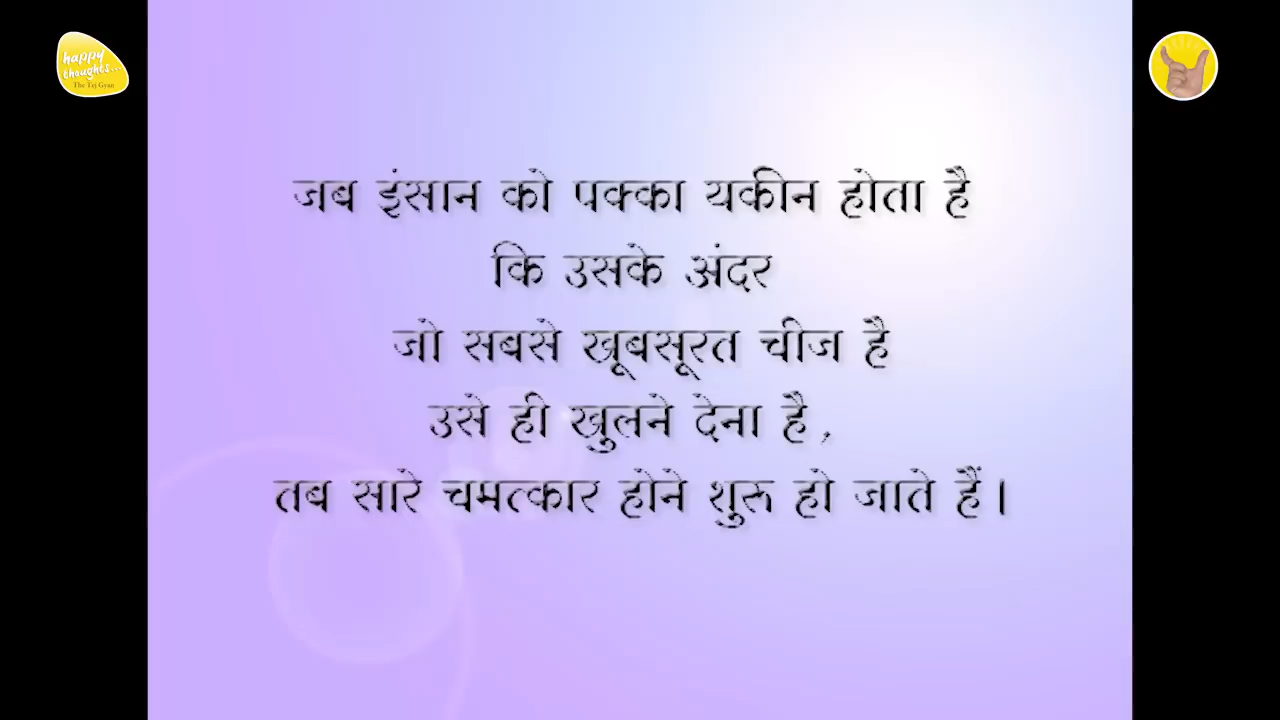 happy
thoughts...
The Tej Gyan
जब इंसान को पक्का यकीन होता है
कि उसके अंदर
जो सबसे खूबसूरत चीज है
उसे ही खुलने देना है,
तब सारे चमत्कार होने शुरू हो जाते हैं।